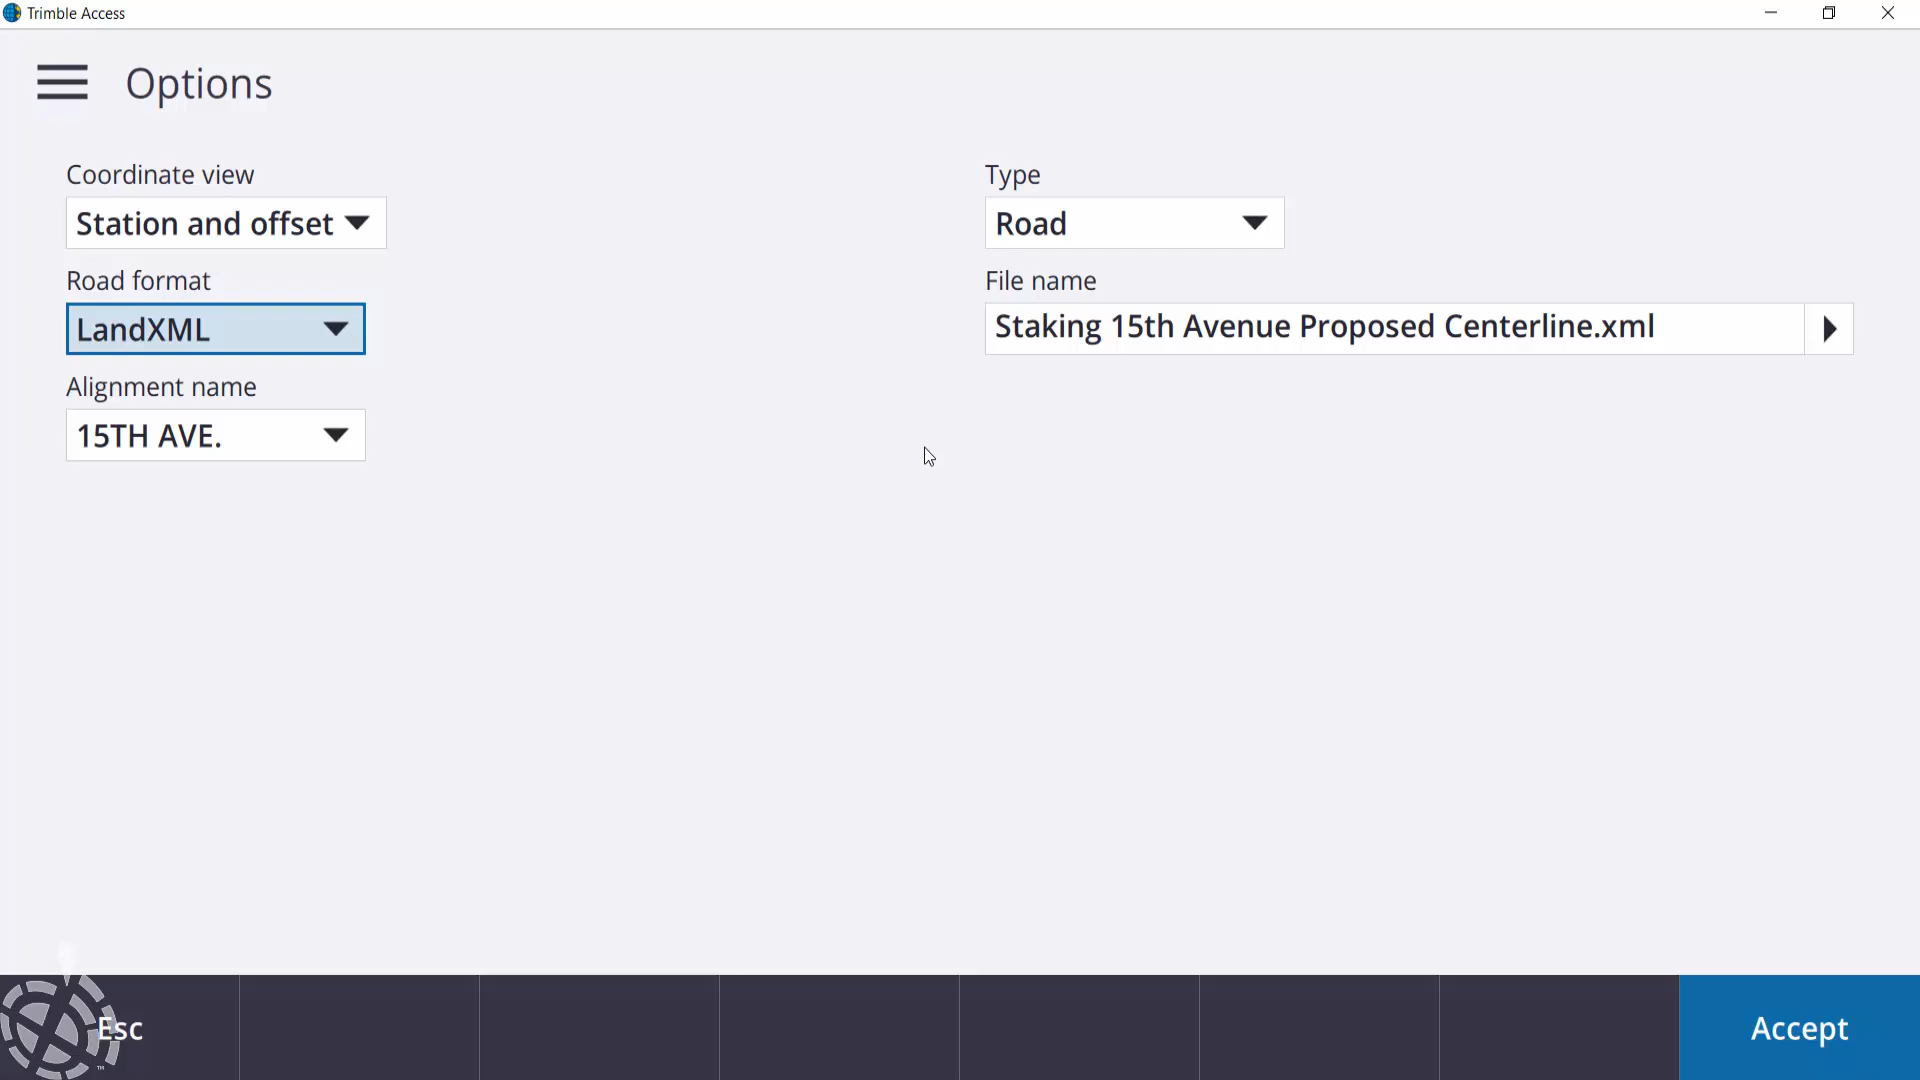 Trimble Access
Options
Coordinate view
Station and offset
Type
Road
Road format
LandXML
File name
Staking 15th Avenue Proposed Centerline.xml
Alignment name
15TH AVE.
Esc
Accept
TM